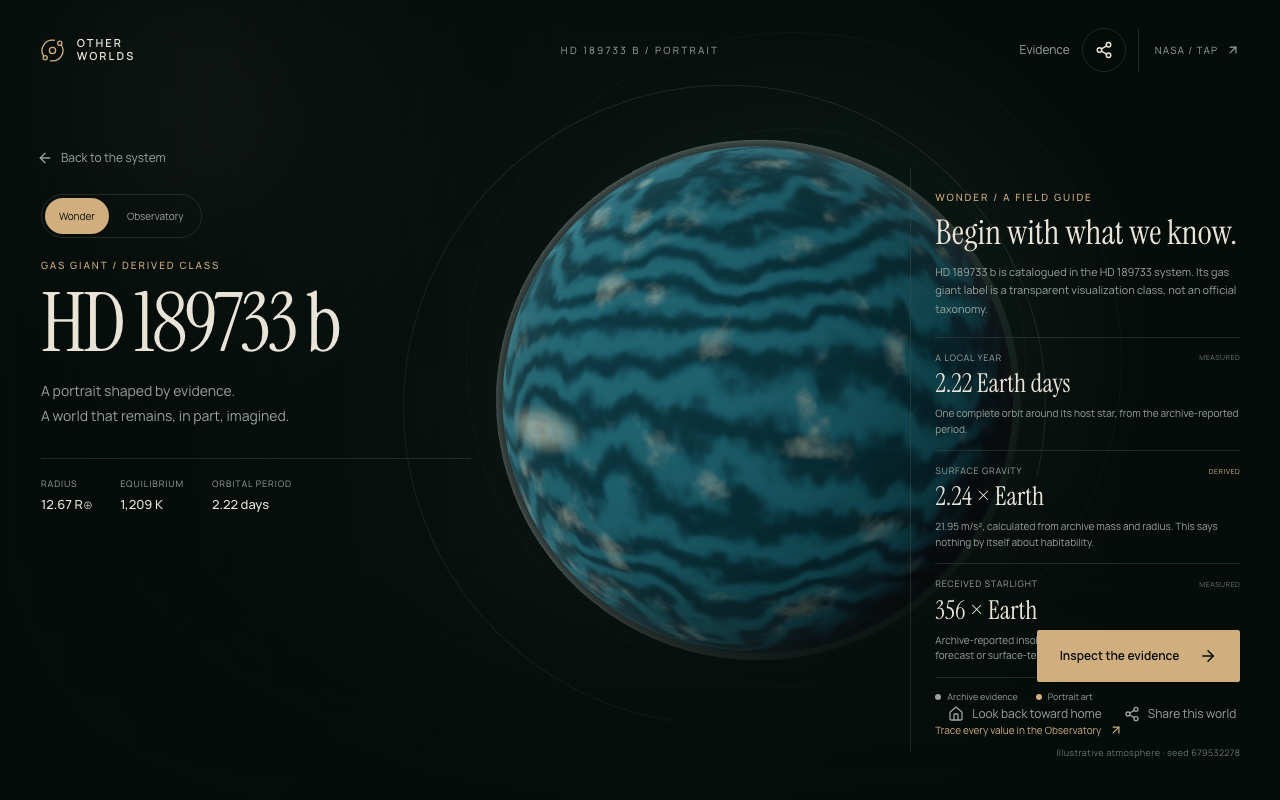 OTHER
WORLDS
HD 189733 B / PORTRAIT
Evidence
NASA / TAP
Back to the system
Wonder
Observatory
GAS GIANT / DERIVED CLASS
HD 189733 b
A portrait shaped by evidence.
A world that remains, in part, imagined.
RADIUS
12.67 R⊕
EQUILIBRIUM
1,209 K
ORBITAL PERIOD
2.22 days
WONDER / A FIELD GUIDE
Begin with what we know.
HD 189733 b is catalogued in the HD 189733 system. Its gas
giant label is a transparent visualization class, not an official
taxonomy.
A LOCAL YEAR
MEASURED
2.22 Earth days
One complete orbit around its host star, from the archive-reported
period.
SURFACE GRAVITY
DERIVED
2.24 × Earth
21.95 m/s², calculated from archive mass and radius. This says
nothing by itself about habitability.
RECEIVED STARLIGHT
MEASURED
356 × Earth
Archive-reported
forecast or
Inspect the evidence
Archive evidence
Portrait art
Look back toward home
Share this world
Trace every value in the Observatory
Illustrative atmosphere · seed 679532278